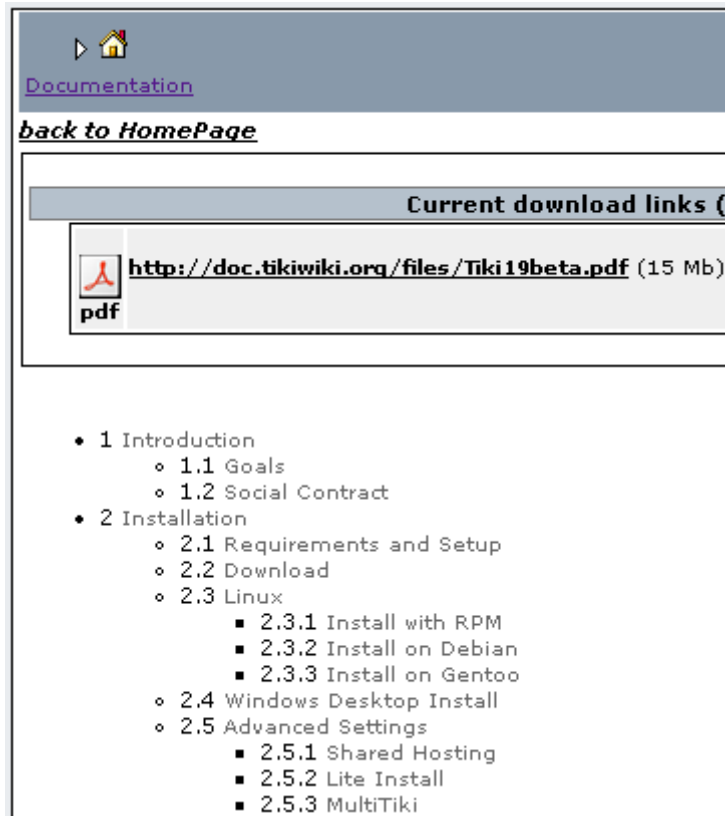 Documentation
back to HomePage
Current download links (
http://doc.tikiwiki.org/files/Tiki19beta.pdf (15 Mb)
pdf
1 Introduction
1.1 Goals
1.2 Social Contract
2 Installation
2.1 Requirements and Setup
2.2 Download
2.3 Linux
2.3.1 Install with RPM
2.3.2 Install on Debian
2.3.3 Install on Gentoo
2.4 Windows Desktop Install
2.5 Advanced Settings
2.5.1 Shared Hosting
2.5.2 Lite Install
2.5.3 MultiTiki